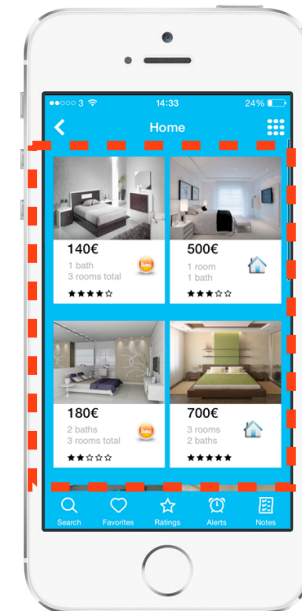 3 14:33 24%
Home
140€
1 bath
3 rooms total
500€
1 room
1 bath
180€
2 baths
3 rooms total
700€
3 rooms
2 baths
Search Favorites Ratings Alerts Notes